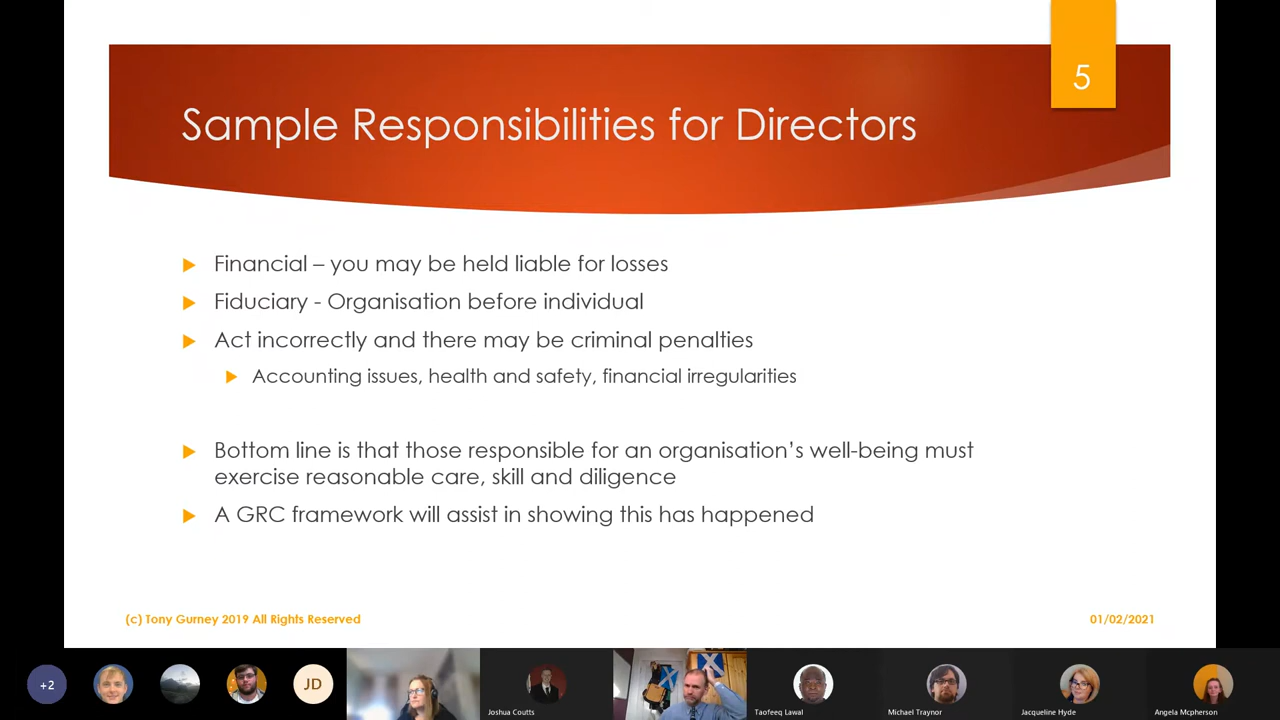 5
Sample Responsibilities for Directors
Financial – you may be held liable for losses
Fiduciary - Organisation before individual
Act incorrectly and there may be criminal penalties
Accounting issues, health and safety, financial irregularities
Bottom line is that those responsible for an organisation’s well-being must
exercise reasonable care, skill and diligence
A GRC framework will assist in showing this has happened
(c) Tony Gurney 2019 All Rights Reserved
01/02/2021
+2
JD
Joshua Coutts
Taofeeq Lawal
Michael Traynor
Jacqueline Hyde
Angela Mcpherson